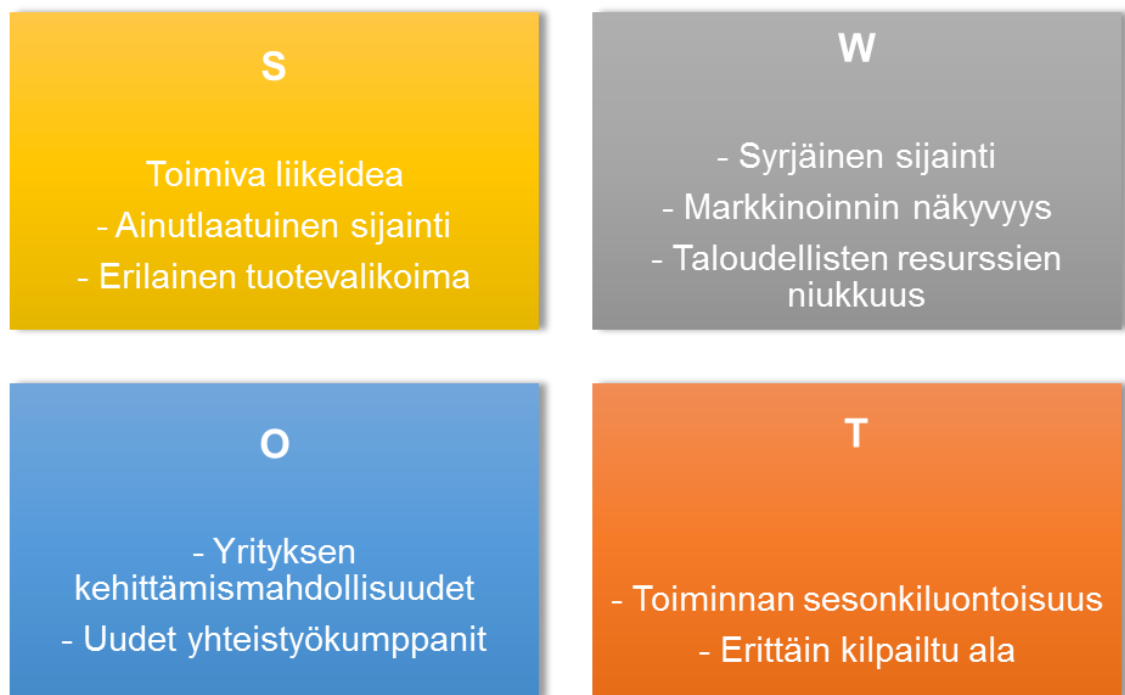 S
Toimiva liikeidea
- Ainutlaatuinen sijainti
- Erilainen tuotevalikoima
W
- Syrjäinen sijainti
- Markkinoinnin näkyvyys
- Taloudellisten resurssien
niukkuus
O
- Yrityksen
kehittämismahdollisuudet
- Uudet yhteistyökumppanit
T
- Toiminnan sesonkiluontoisuus
- Erittäin kilpailtu ala